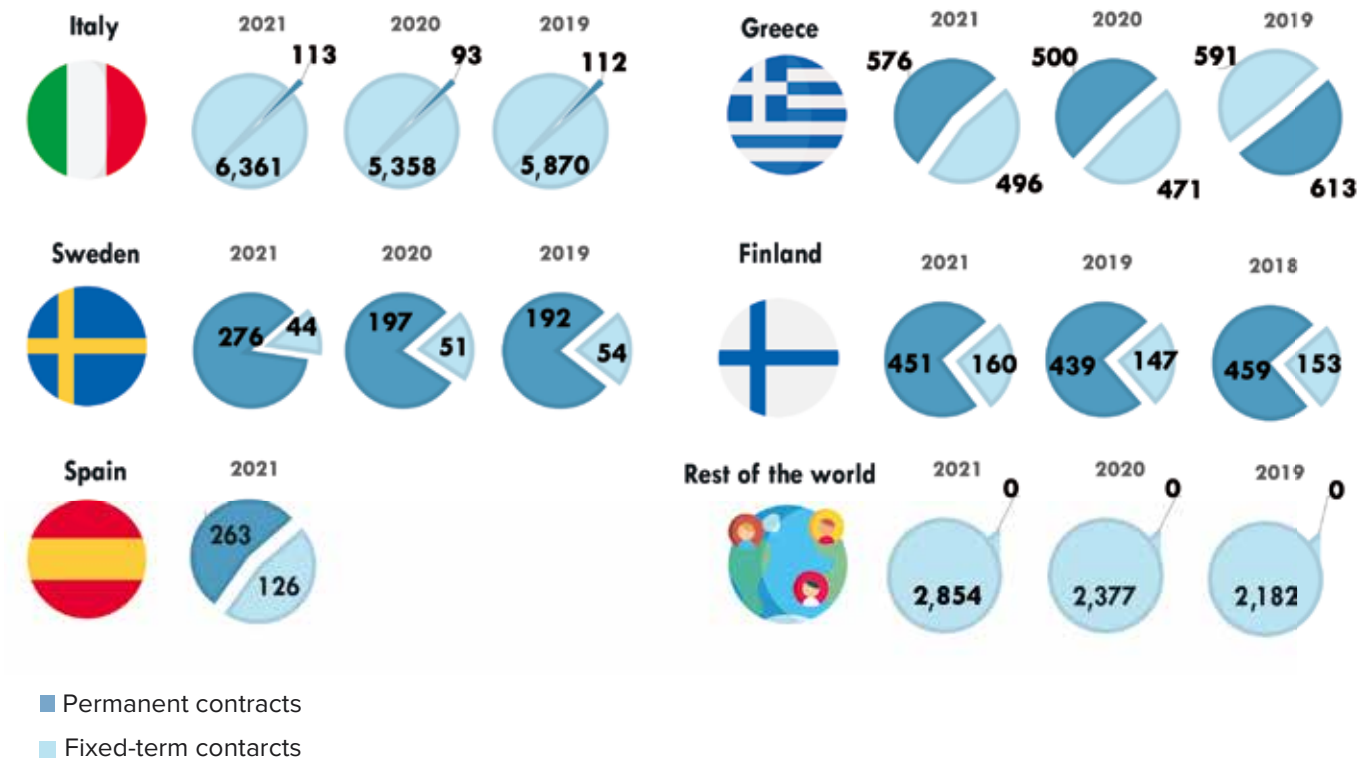 Italy
2021 2020 2019
113 93 112
6,361 5,358 5,870
Greece
2021 2020 2019
576 500 591
496 471 613
Sweden
2021 2020 2019
276 44 197 51 192 54
Finland
2021 2019 2018
451 160 439 147 459 153
Spain
2021
263
126
Rest of the world
2021 2020 2019
0 0 0
2,854 2,377 2,182
Permanent contracts
Fixed-term contarcts